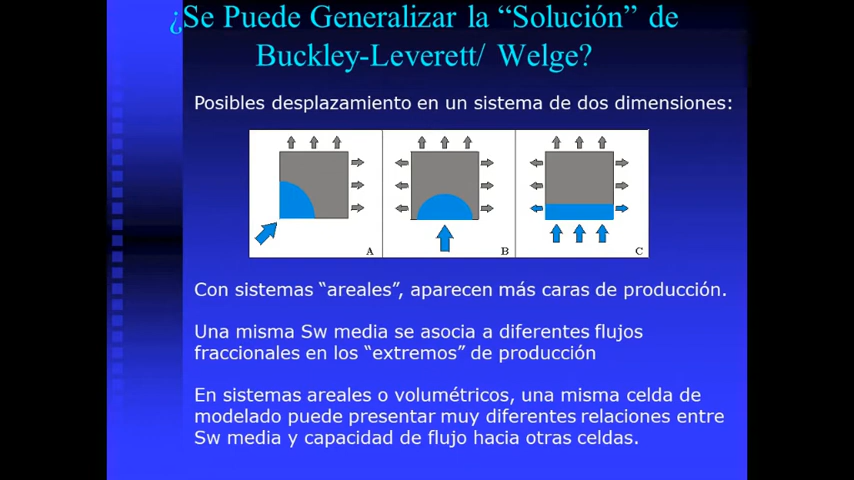 ¿Se Puede Generalizar la “Solución” de
Buckley-Leverett/ Welge?
Posibles desplazamiento en un sistema de dos dimensiones:
A
B
C
Con sistemas “areales”, aparecen más caras de producción.
Una misma Sw media se asocia a diferentes flujos
fraccionales en los “extremos” de producción
En sistemas areales o volumétricos, una misma celda de
modelado puede presentar muy diferentes relaciones entre
Sw media y capacidad de flujo hacia otras celdas.